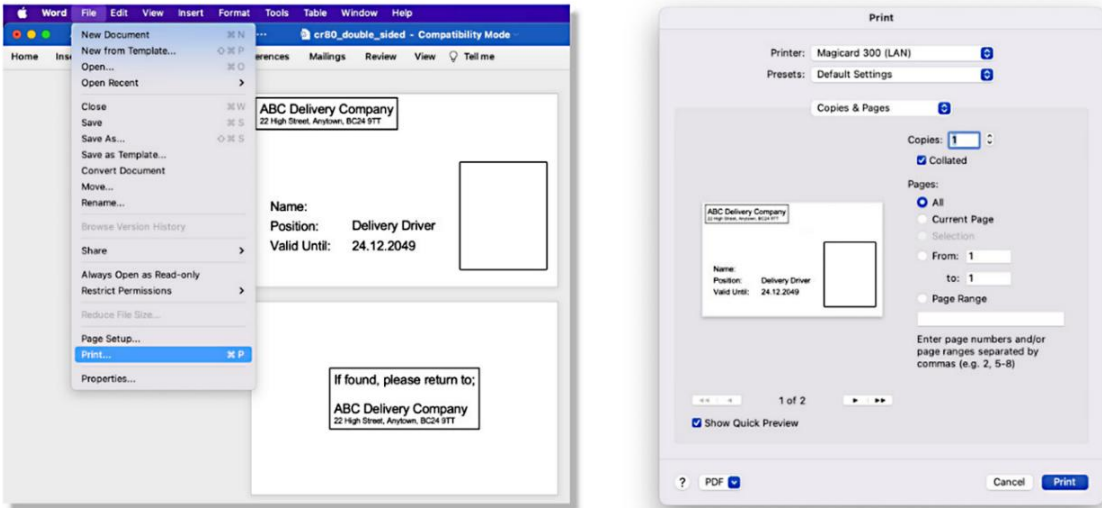 Word File Edit View Insert Format Tools Table Window Help
cr80_double_sided - Compatibility Mode
Home Ins erences Mailings Review View Tell me
New Document ⌘ N
New from Template... ⇧ ⌘ P
Open... ⌘ O
Open Recent >
Close ⌘ W
Save ⌘ S
Save As... ⇧ ⌘ S
Save as Template...
Convert Document
Move...
Rename...
Browse Version History
Share >
Always Open as Read-only
Restrict Permissions >
Reduce File Size...
Page Setup...
Print... ⌘ P
Properties...
ABC Delivery Company
22 High Street, Anytown, BC24 9TT
Name:
Position: Delivery Driver
Valid Until: 24.12.2049
If found, please return to;
ABC Delivery Company
22 High Street, Anytown, BC24 9TT
Print
Printer: Magicard 300 (LAN)
Presets: Default Settings
Copies & Pages
Copies: 1
Collated
Pages:
All
Current Page
Selection
From: 1
to: 1
Page Range
Enter page numbers and/or
page ranges separated by
commas (e.g. 2, 5-8)
ABC Delivery Company
22 High Street, Anytown, BC24 9TT
Name:
Position: Delivery Driver
Valid Until: 24.12.2049
1 of 2
Show Quick Preview
? PDF
Cancel Print